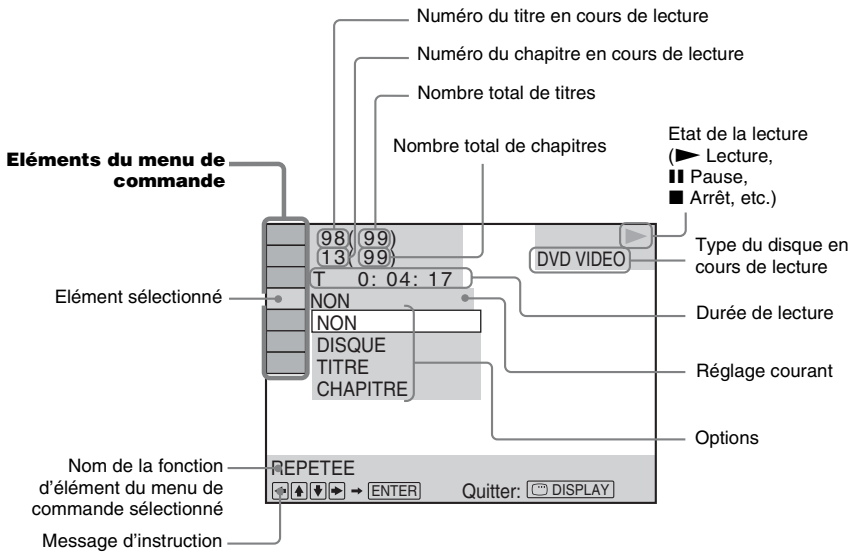 Numéro du titre en cours de lecture
Numéro du chapitre en cours de lecture
Nombre total de titres
Nombre total de chapitres
Etat de la lecture
(▶ Lecture,
▮▮ Pause,
■ Arrêt, etc.)
Eléments du menu de
commande
98( 99)
13( 99)
DVD VIDEO
Type du disque en
cours de lecture
T 0: 04: 17
Elément sélectionné
NON
Durée de lecture
NON
DISQUE
TITRE
CHAPITRE
Réglage courant
Options
Nom de la fonction
d'élément du menu de
commande sélectionné
REPETEE
←↑↓→ → ENTER Quitter: DISPLAY
Message d'instruction